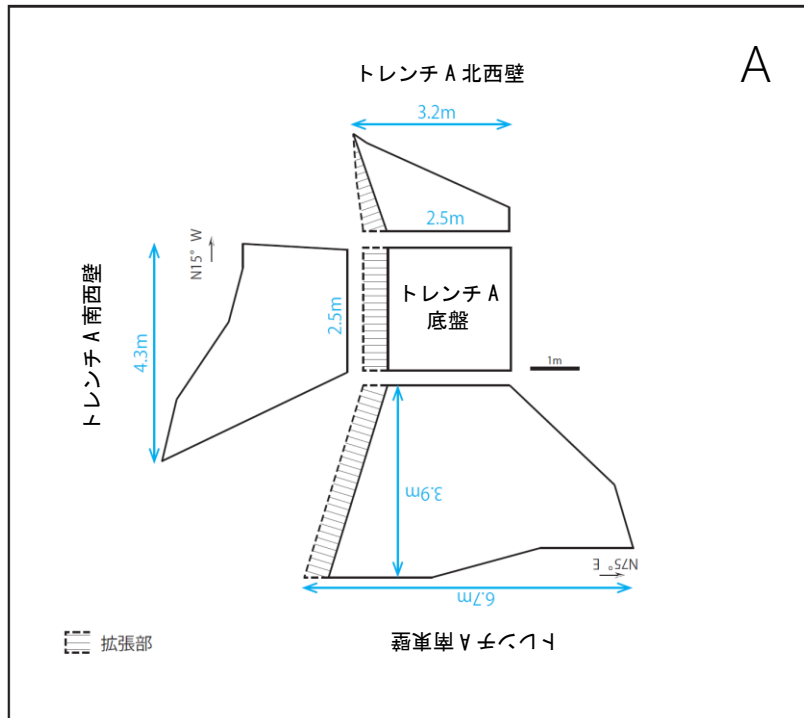 A
トレンチ A 北西壁
3.2m
2.5m
N15° W
トレンチ A 南西壁
4.3m
2.5m
トレンチ A
底盤
1m
3.9m
N75° E
6.7m
トレンチ A 南東壁
拡張部